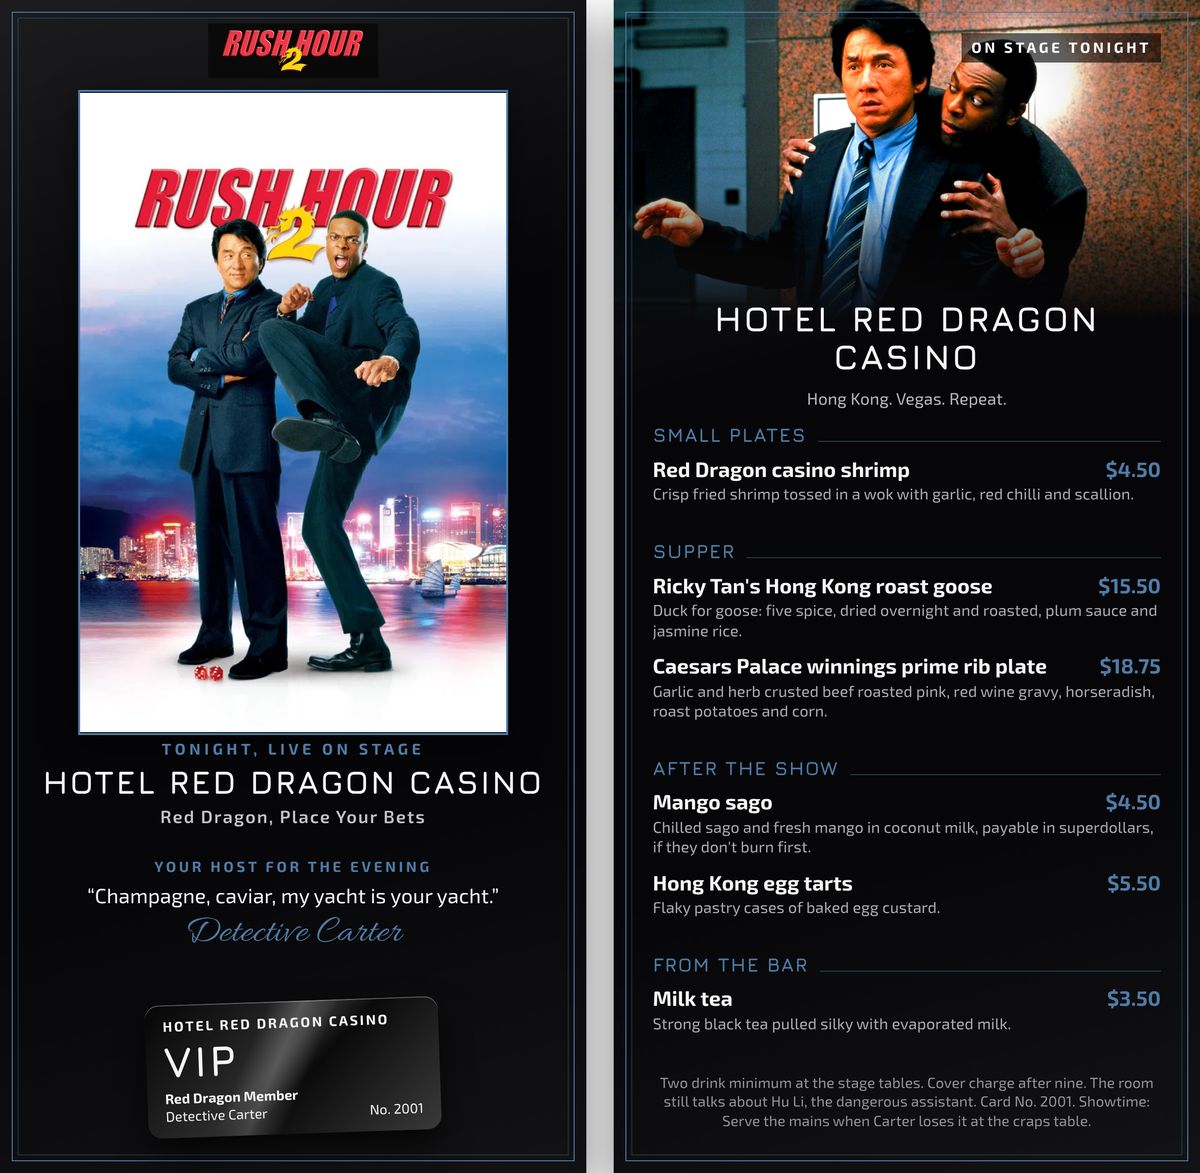 RUSH HOUR 2
RUSH HOUR 2
TONIGHT, LIVE ON STAGE
HOTEL RED DRAGON CASINO
Red Dragon, Place Your Bets
YOUR HOST FOR THE EVENING
“Champagne, caviar, my yacht is your yacht.”
Detective Carter
HOTEL RED DRAGON CASINO
VIP
Red Dragon Member
Detective Carter
No. 2001
ON STAGE TONIGHT
HOTEL RED DRAGON
CASINO
Hong Kong. Vegas. Repeat.
SMALL PLATES
Red Dragon casino shrimp $4.50
Crisp fried shrimp tossed in a wok with garlic, red chilli and scallion.
SUPPER
Ricky Tan's Hong Kong roast goose $15.50
Duck for goose: five spice, dried overnight and roasted, plum sauce and
jasmine rice.
Caesars Palace winnings prime rib plate $18.75
Garlic and herb crusted beef roasted pink, red wine gravy, horseradish,
roast potatoes and corn.
AFTER THE SHOW
Mango sago $4.50
Chilled sago and fresh mango in coconut milk, payable in superdollars,
if they don't burn first.
Hong Kong egg tarts $5.50
Flaky pastry cases of baked egg custard.
FROM THE BAR
Milk tea $3.50
Strong black tea pulled silky with evaporated milk.
Two drink minimum at the stage tables. Cover charge after nine. The room
still talks about Hu Li, the dangerous assistant. Card No. 2001. Showtime:
Serve the mains when Carter loses it at the craps table.